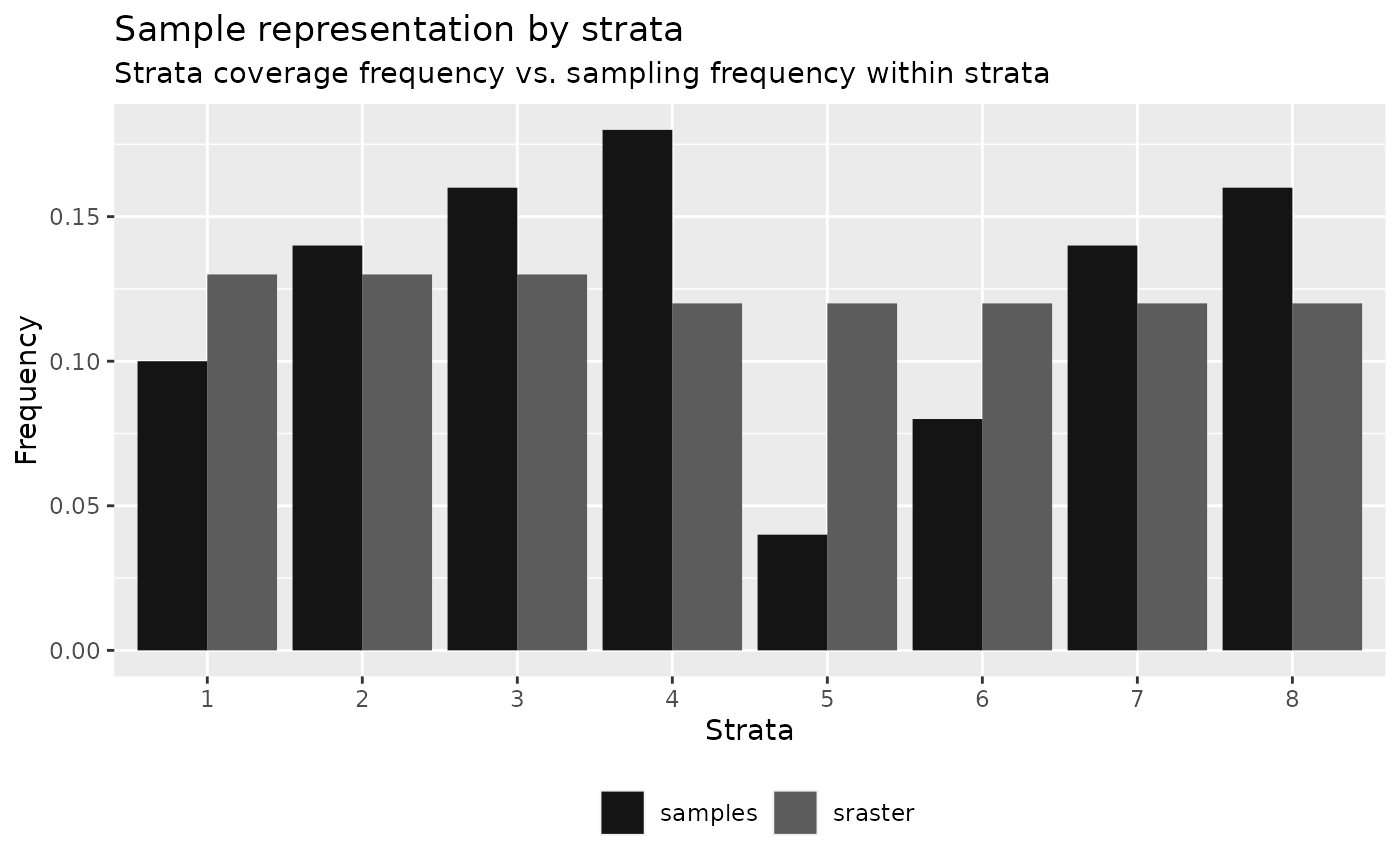 Sample representation by strata
Strata coverage frequency vs. sampling frequency within strata
Frequency
0.15
0.10
0.05
0.00
1 2 3 4 5 6 7 8
Strata
samples sraster